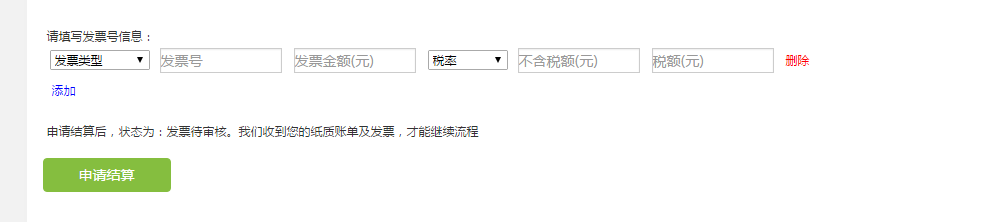 请填写发票号信息：
发票类型 发票号 发票金额(元) 税率 不含税额(元) 税额(元) 删除
添加
申请结算后，状态为：发票待审核。我们收到您的纸质账单及发票，才能继续流程
申请结算